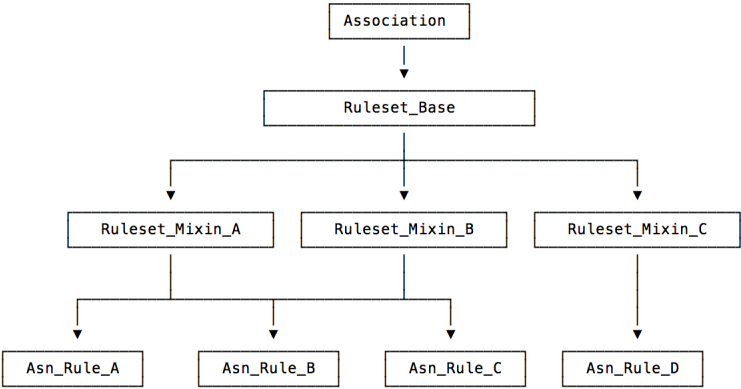 Association
Ruleset_Base
Ruleset_Mixin_A
Ruleset_Mixin_B
Ruleset_Mixin_C
Asn_Rule_A
Asn_Rule_B
Asn_Rule_C
Asn_Rule_D